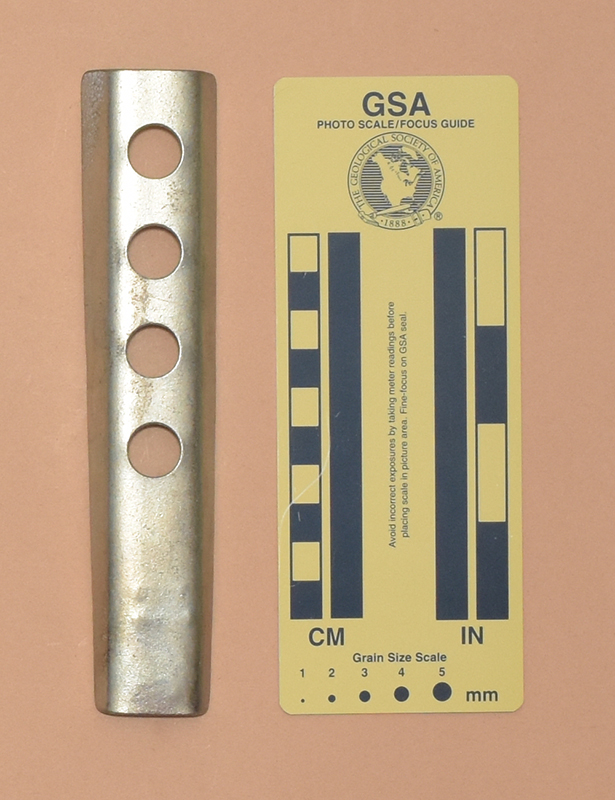 GSA
PHOTO SCALE/FOCUS GUIDE
THE GEOLOGICAL SOCIETY OF AMERICA
·1888·
®
Avoid incorrect exposures by taking meter readings before
placing scale in picture area. Fine-focus on GSA seal.
CM
IN
Grain Size Scale
1 2 3 4 5
mm